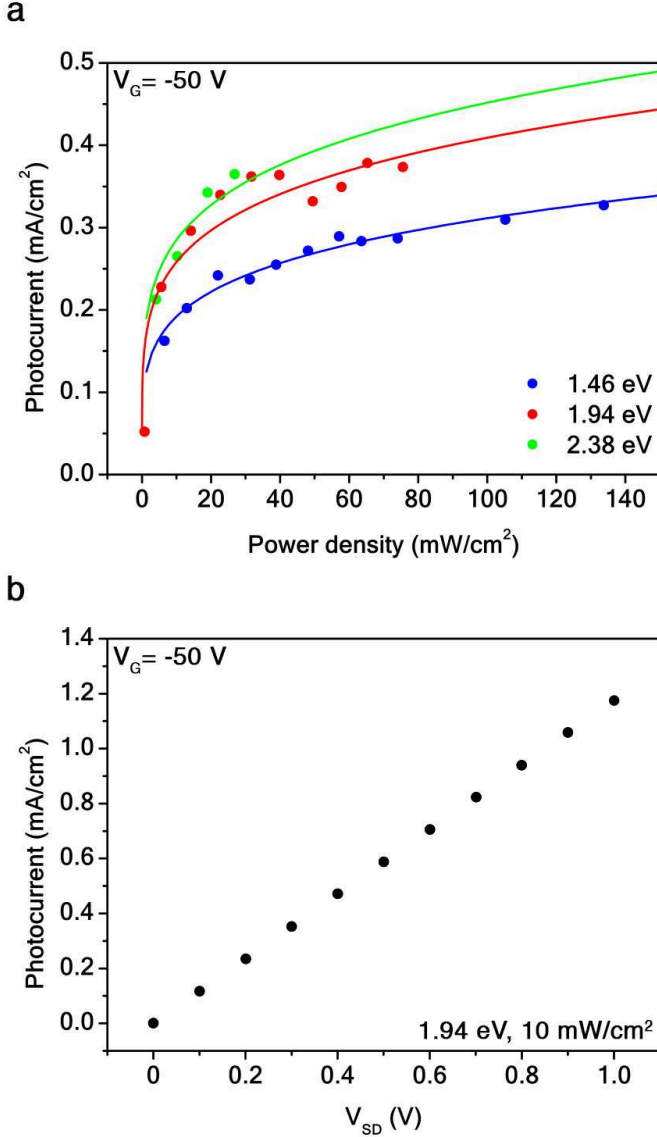 a
V_G= -50 V
Photocurrent (mA/cm²)
0.5
0.4
0.3
0.2
0.1
0.0
0 20 40 60 80 100 120 140
Power density (mW/cm²)
1.46 eV
1.94 eV
2.38 eV
b
V_G= -50 V
Photocurrent (mA/cm²)
1.4
1.2
1.0
0.8
0.6
0.4
0.2
0.0
1.94 eV, 10 mW/cm²
0 0.2 0.4 0.6 0.8 1.0
V_SD (V)